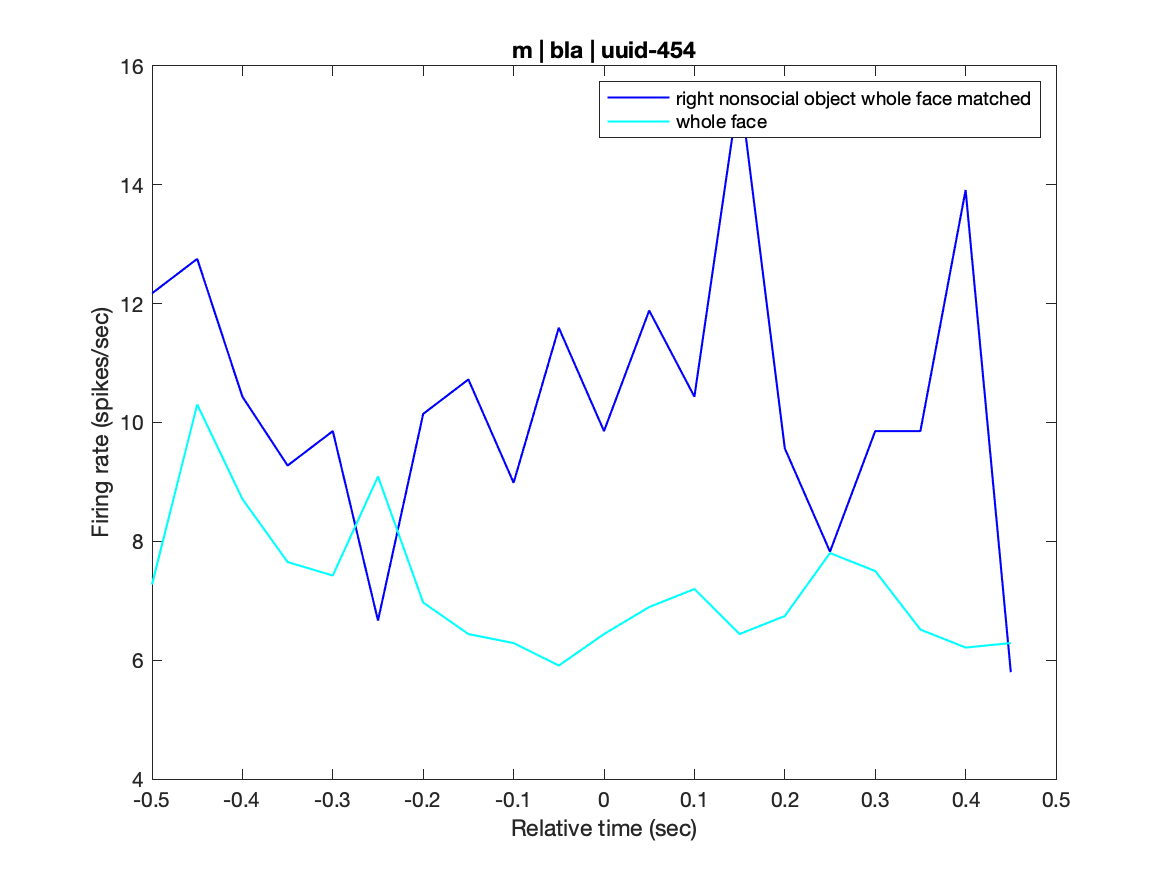 m | bla | uuid-454
right nonsocial object whole face matched
whole face
Firing rate (spikes/sec)
16
14
12
10
8
6
4
-0.5 -0.4 -0.3 -0.2 -0.1 0 0.1 0.2 0.3 0.4 0.5
Relative time (sec)